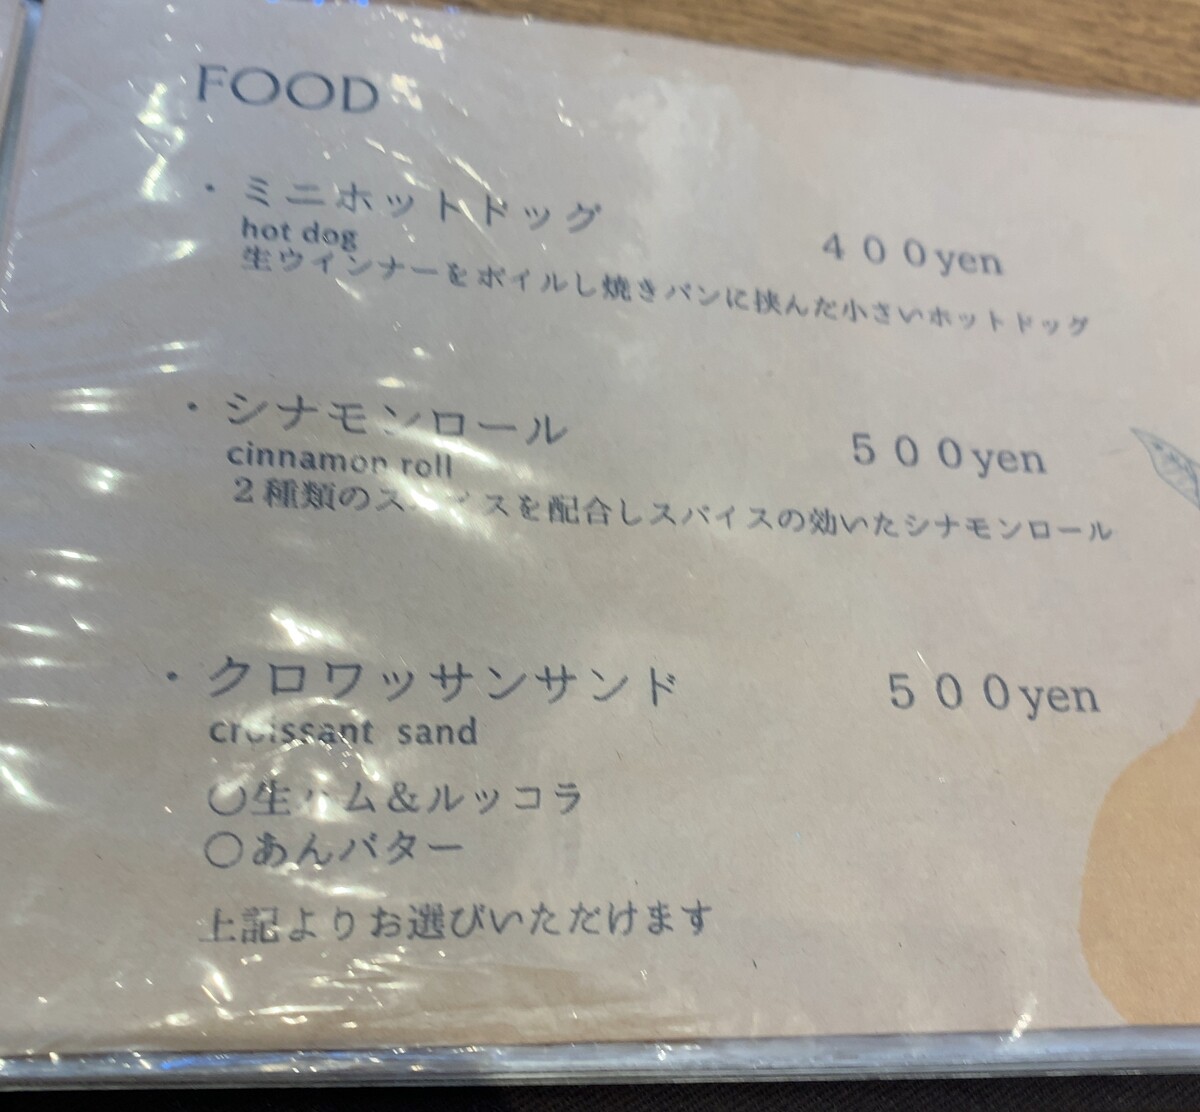 FOOD
・ミニホットドッグ
400yen
hot dog
生ウインナーをボイルし焼きパンに挟んだ小さいホットドッグ
・シナモンロール
500yen
cinnamon roll
2種類のスパイスを配合しスパイスの効いたシナモンロール
・クロワッサンサンド
500yen
croissant sand
〇生ハム&ルッコラ
〇あんバター
上記よりお選びいただけます